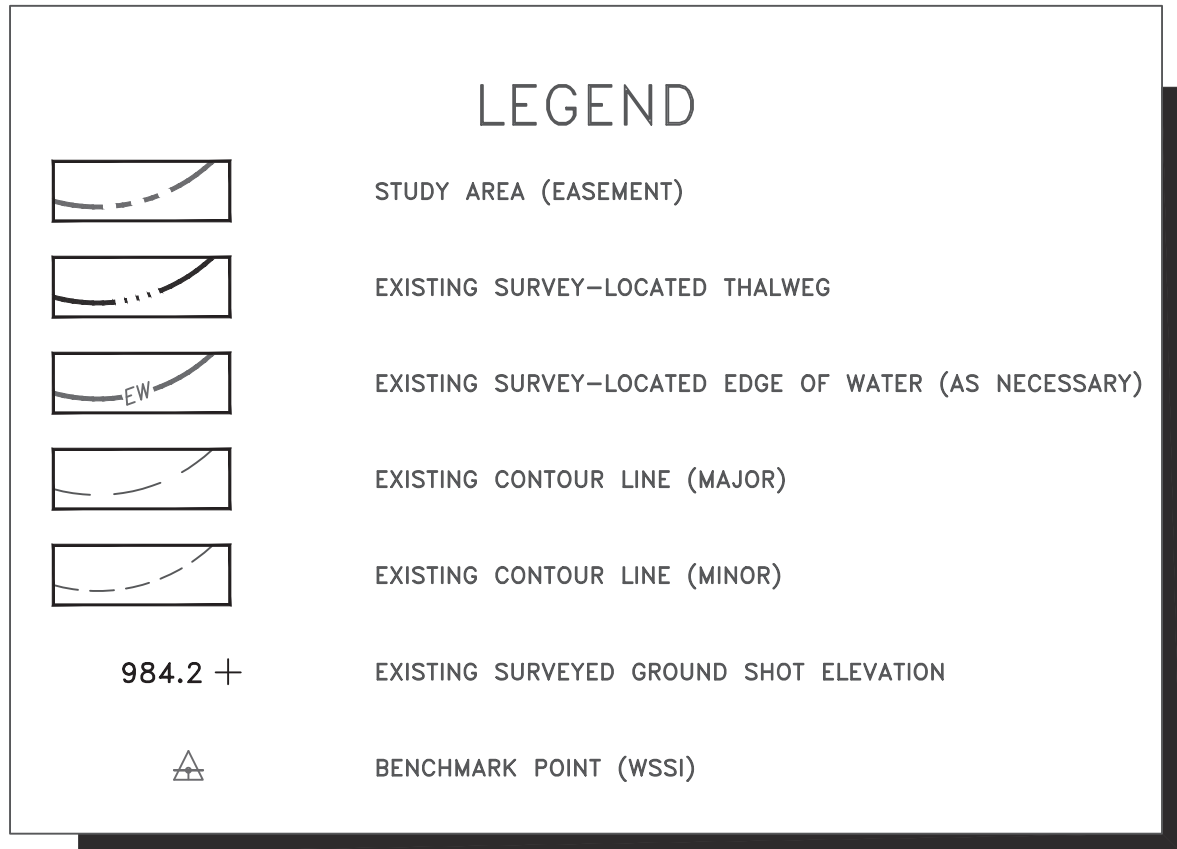 LEGEND
STUDY AREA (EASEMENT)
EXISTING SURVEY-LOCATED THALWEG
EW EXISTING SURVEY-LOCATED EDGE OF WATER (AS NECESSARY)
EXISTING CONTOUR LINE (MAJOR)
EXISTING CONTOUR LINE (MINOR)
984.2 + EXISTING SURVEYED GROUND SHOT ELEVATION
BENCHMARK POINT (WSSI)